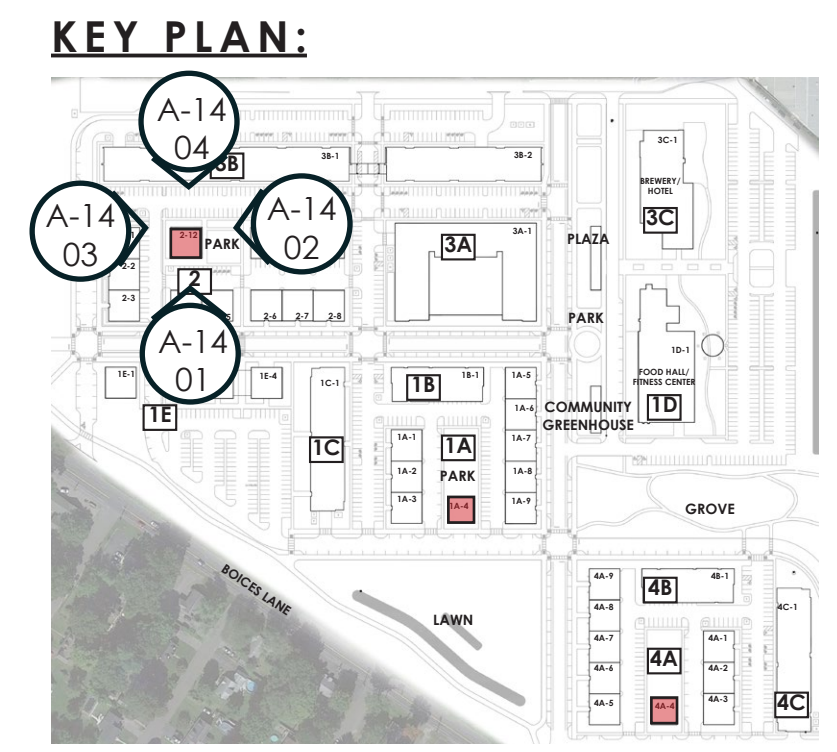 KEY PLAN:
A-14
04
3B
3B-1
3B-2
3C-1
BREWERY/
HOTEL
3C
A-14
03
2-12
PARK
A-14
02
3A-1
3A
PLAZA
2-2
2
2-3
2-6
2-7
2-8
PARK
A-14
01
1D-1
FOOD HALL/
FITNESS CENTER
1D
1E-1
1E-4
1E
1C-1
1C
1B
1B-1
1A-5
1A-6
COMMUNITY
GREENHOUSE
1A-1
1A
1A-7
1A-2
PARK
1A-8
1A-3
1A-4
1A-9
GROVE
BOICES LANE
LAWN
4A-9
4B
4B-1
4A-8
4C-1
4A-7
4A-1
4A-6
4A
4A-2
4A-5
4A-4
4A-3
4C